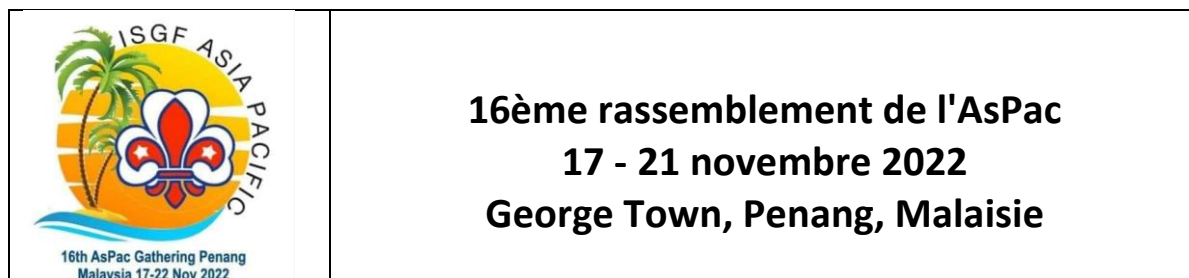 ISGF ASIA PACIFIC
16th AsPac Gathering Penang
Malaysia 17-22 Nov 2022
16ème rassemblement de l'AsPac
17 - 21 novembre 2022
George Town, Penang, Malaisie